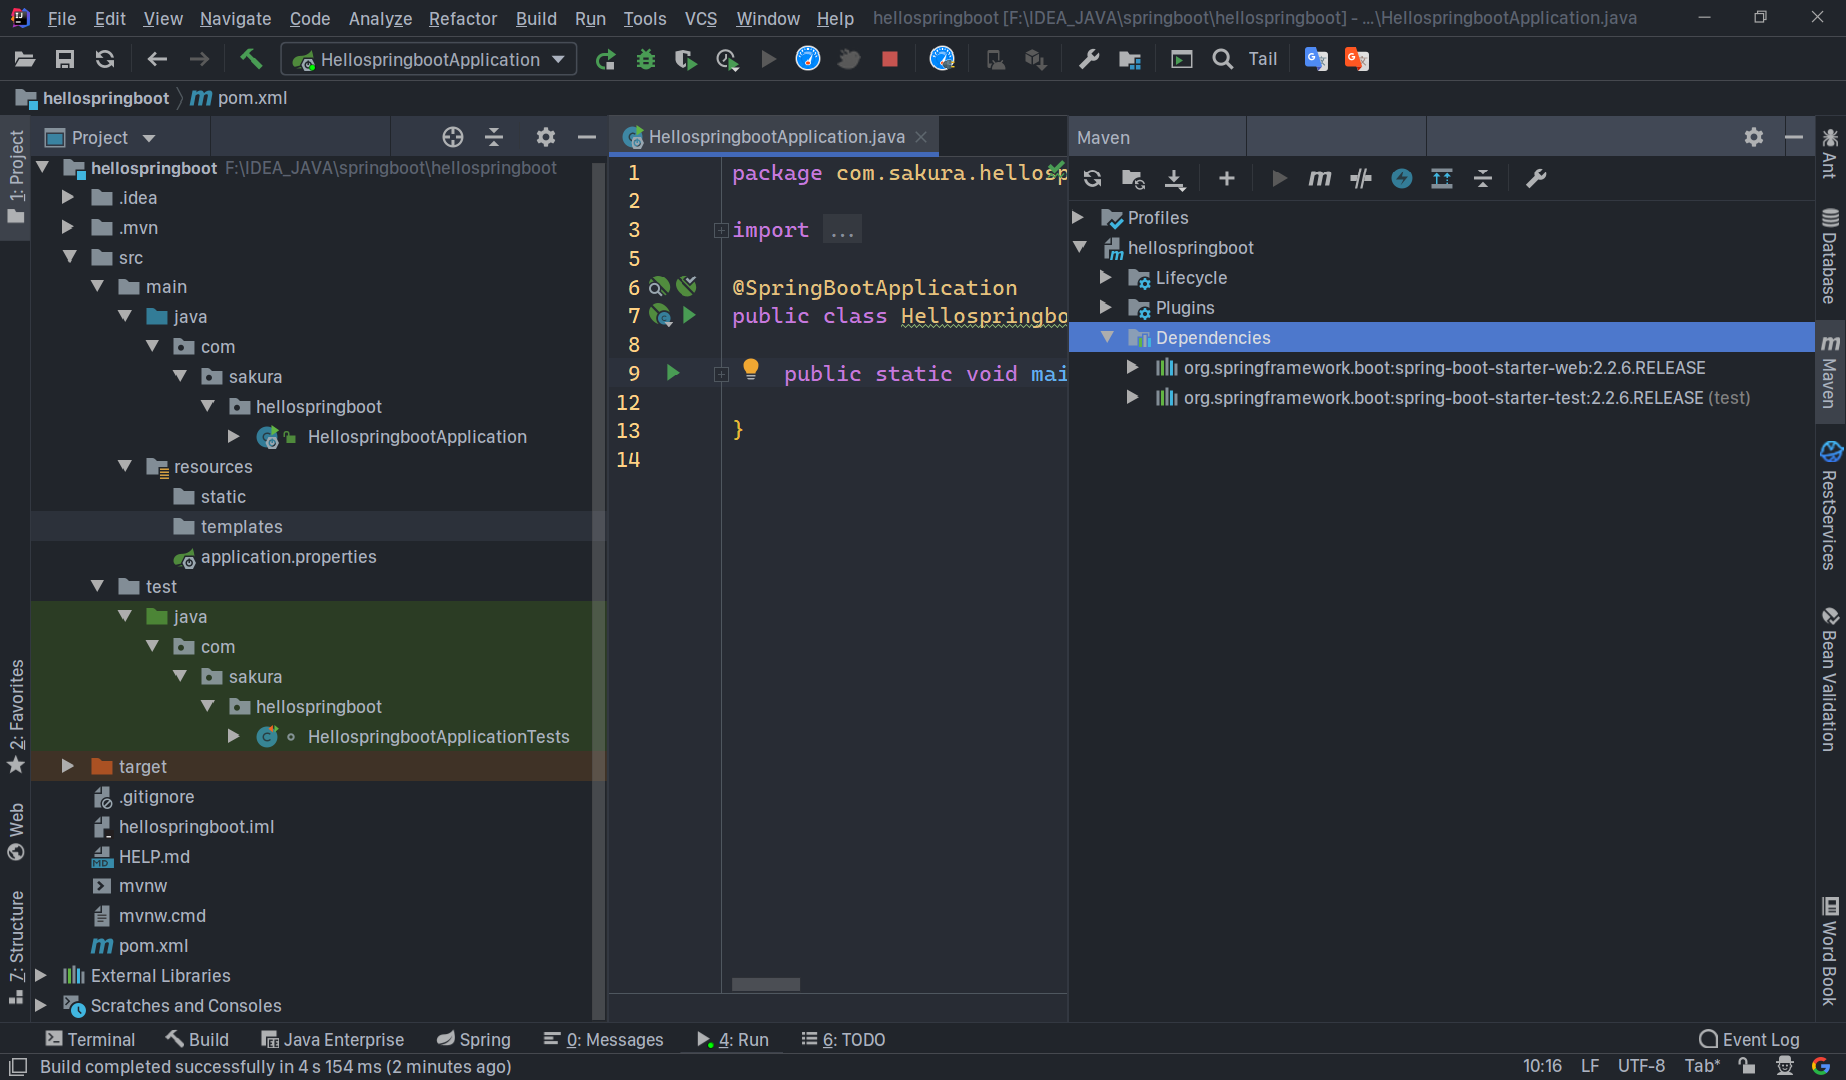 File Edit View Navigate Code Analyze Refactor Build Run Tools VCS Window Help hellospringboot [F:\IDEA_JAVA\springboot\hellospringboot] - ...\HellospringbootApplication.java
HellospringbootApplication Tail
hellospringboot pom.xml
1: Project
2: Favorites
Web
7: Structure
Project
hellospringboot F:\IDEA_JAVA\springboot\hellospringboot
.idea
.mvn
src
main
java
com
sakura
hellospringboot
HellospringbootApplication
resources
static
templates
application.properties
test
java
com
sakura
hellospringboot
HellospringbootApplicationTests
target
.gitignore
hellospringboot.iml
HELP.md
mvnw
mvnw.cmd
pom.xml
External Libraries
Scratches and Consoles
HellospringbootApplication.java
1 package com.sakura.hellosp
2
3 import ...
5
6 @SpringBootApplication
7 public class Hellospringbo
8
9 public static void mai
12
13 }
14
Maven
Profiles
hellospringboot
Lifecycle
Plugins
Dependencies
org.springframework.boot:spring-boot-starter-web:2.2.6.RELEASE
org.springframework.boot:spring-boot-starter-test:2.2.6.RELEASE (test)
Ant
Database
Maven
RestServices
Bean Validation
Word Book
Terminal Build Java Enterprise Spring 0: Messages 4: Run 6: TODO Event Log
Build completed successfully in 4 s 154 ms (2 minutes ago) 10:16 LF UTF-8 Tab*